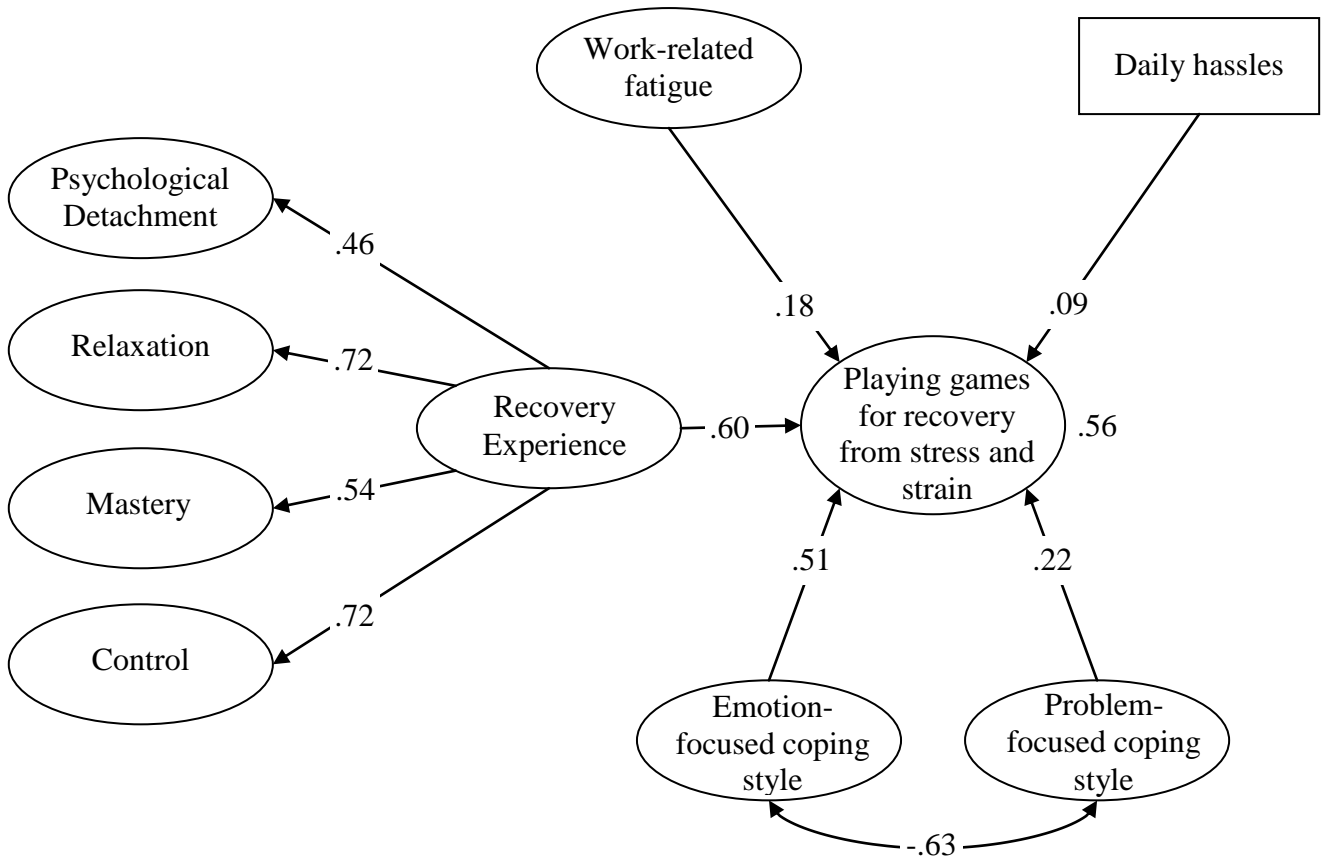 Work-related
fatigue
Daily hassles
Psychological
Detachment
.46
.18
.09
Relaxation
.72
Recovery
Experience
.60
Playing games
for recovery
from stress and
strain
.56
Mastery
.54
.51
.22
Control
.72
Emotion-
focused coping
style
Problem-
focused coping
style
-.63